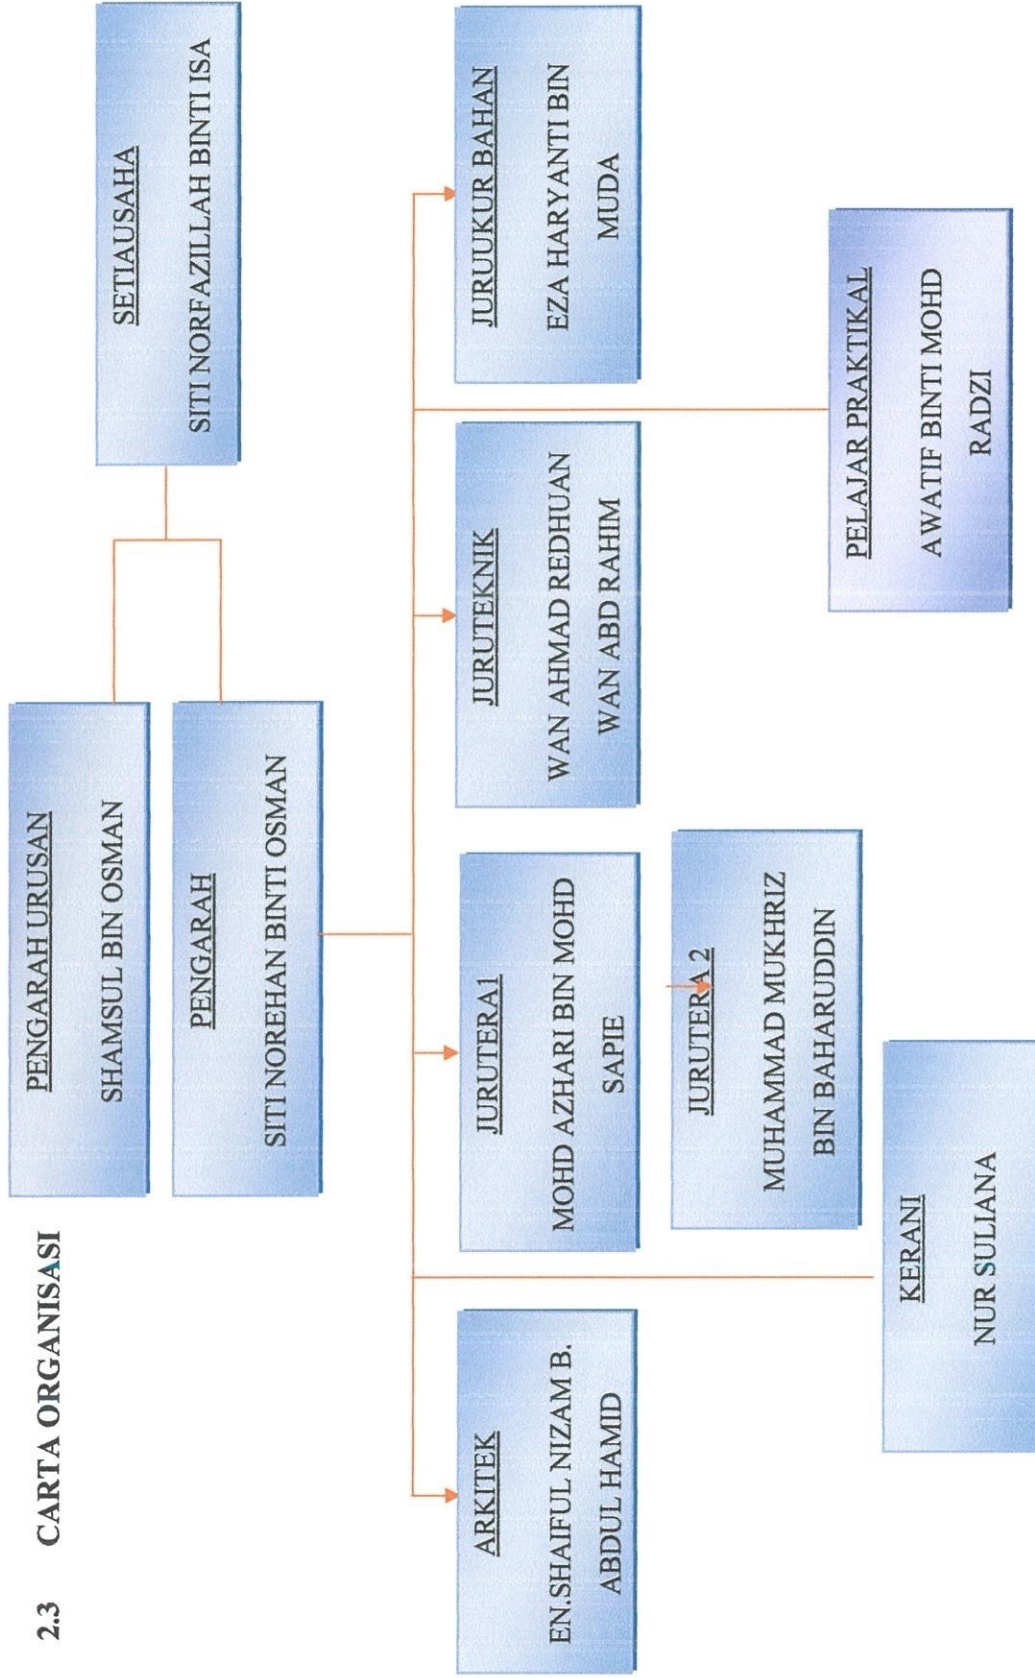 2.3 CARTA ORGANISASI
PENGARAH URUSAN
SHAMSUL BIN OSMAN
PENGARAH
SITI NOREHAN BINTI OSMAN
SETIAUSAHA
SITI NORFAZILLAH BINTI ISA
ARKITEK
EN.SHAIFUL NIZAM B.
ABDUL HAMID
JURUTERA1
MOHD AZHARI BIN MOHD
SAPIE
JURUTEKNIK
WAN AHMAD REDHUAN
WAN ABD RAHIM
JURUUKUR BAHAN
EZA HARYANTI BIN
MUDA
JURUTERA 2
MUHAMMAD MUKHRIZ
BIN BAHARUDDIN
KERANI
NUR SULIANA
PELAJAR PRAKTIKAL
AWATIF BINTI MOHD
RADZI